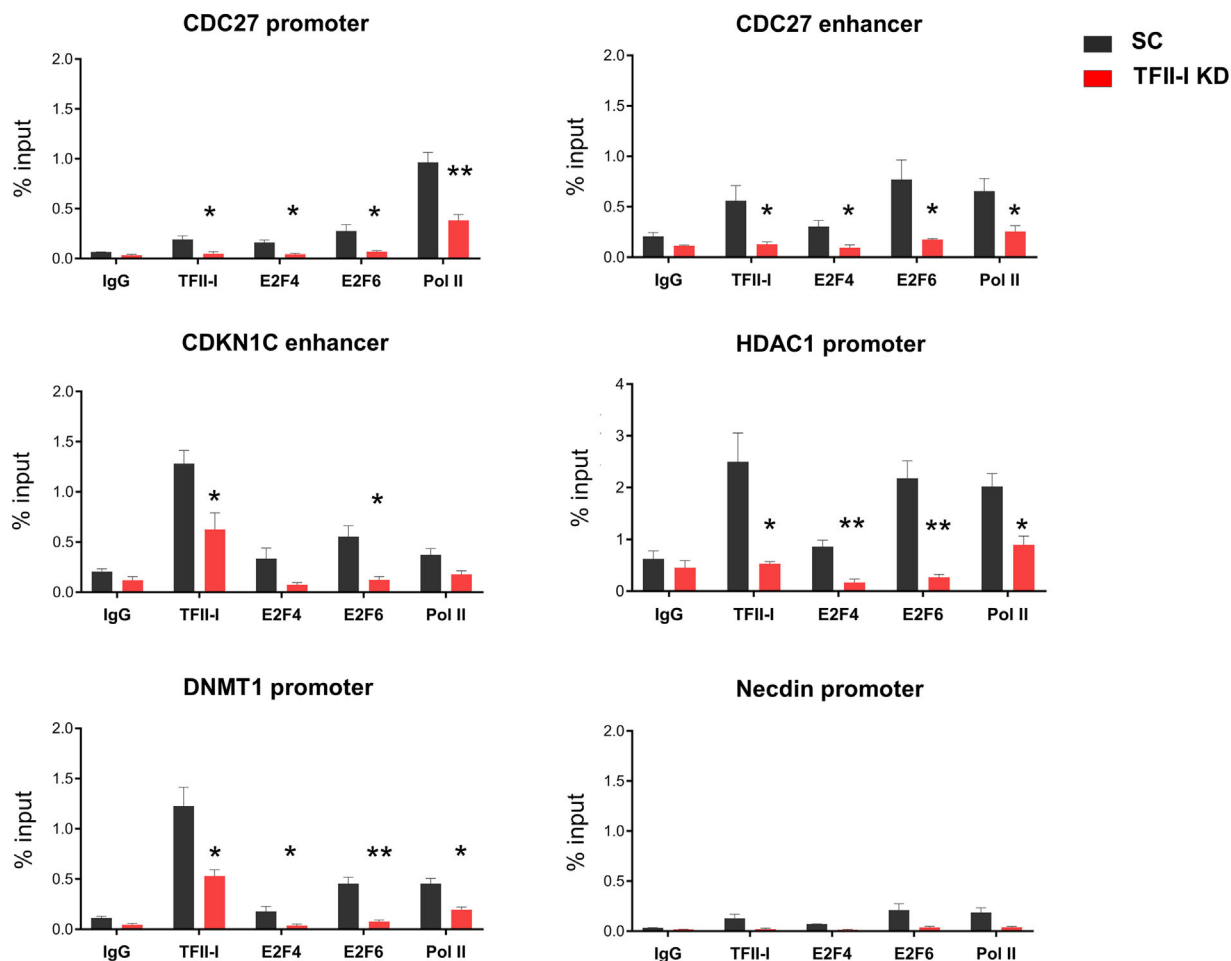 CDC27 promoter
% input
2.0
1.5
1.0
0.5
0.0
* * * **
IgG TFII-I E2F4 E2F6 Pol II
CDC27 enhancer
% input
2.0
1.5
1.0
0.5
0.0
* * * *
IgG TFII-I E2F4 E2F6 Pol II
SC
TFII-I KD
CDKN1C enhancer
% input
2.0
1.5
1.0
0.5
0.0
* *
IgG TFII-I E2F4 E2F6 Pol II
HDAC1 promoter
% input
4
3
2
1
0
* ** ** *
IgG TFII-I E2F4 E2F6 Pol II
DNMT1 promoter
% input
2.0
1.5
1.0
0.5
0.0
* * ** *
IgG TFII-I E2F4 E2F6 Pol II
Necdin promoter
% input
2.0
1.5
1.0
0.5
0.0
IgG TFII-I E2F4 E2F6 Pol II